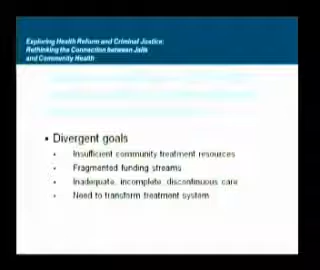 Exploring Health Reform and Criminal Justice:
Rethinking the Connection between Jails
and Community Health
• Divergent goals
• Insufficient community treatment resources
• Fragmented funding streams
• Inadequate, incomplete, discontinuous care
• Need to transform treatment system